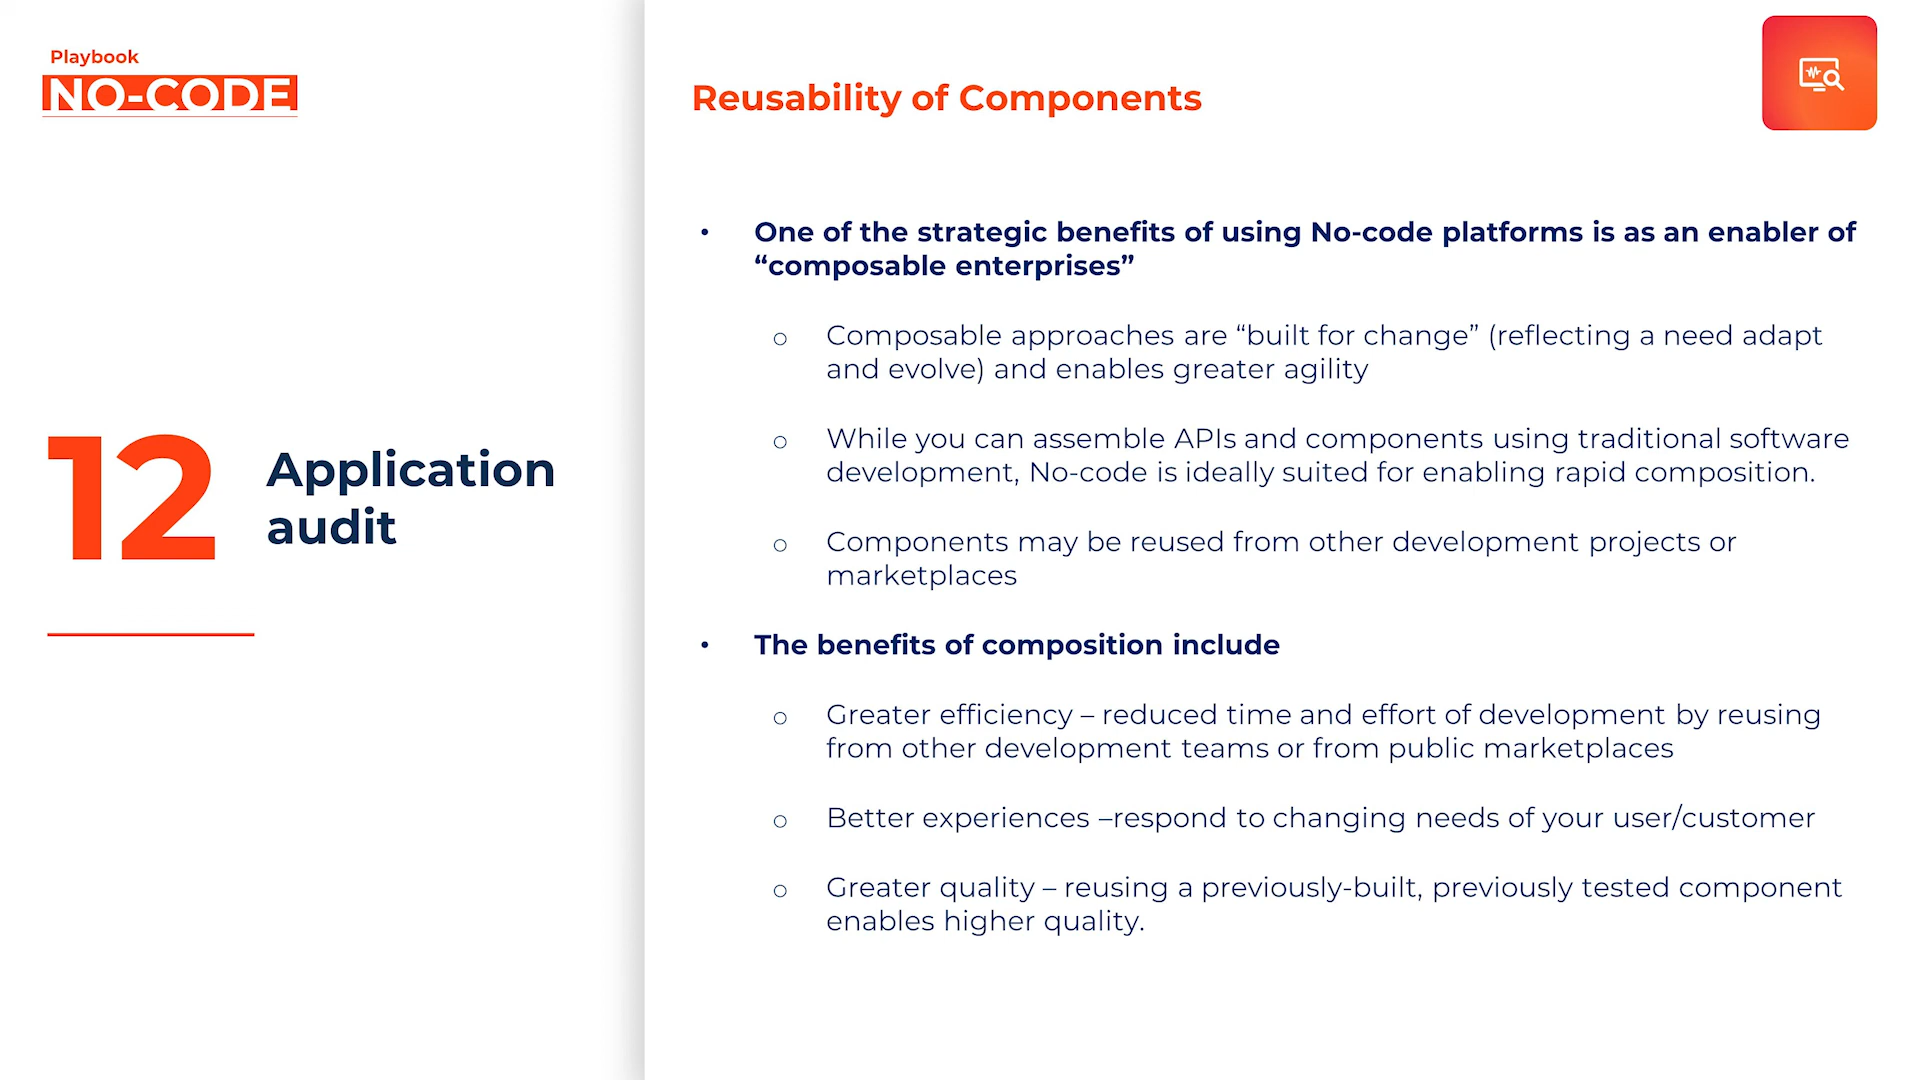 Playbook
NO-CODE
12
Application
audit
Reusability of Components
• One of the strategic benefits of using No-code platforms is as an enabler of
“composable enterprises”
o Composable approaches are “built for change” (reflecting a need adapt
and evolve) and enables greater agility
o While you can assemble APIs and components using traditional software
development, No-code is ideally suited for enabling rapid composition.
o Components may be reused from other development projects or
marketplaces
• The benefits of composition include
o Greater efficiency – reduced time and effort of development by reusing
from other development teams or from public marketplaces
o Better experiences –respond to changing needs of your user/customer
o Greater quality – reusing a previously-built, previously tested component
enables higher quality.